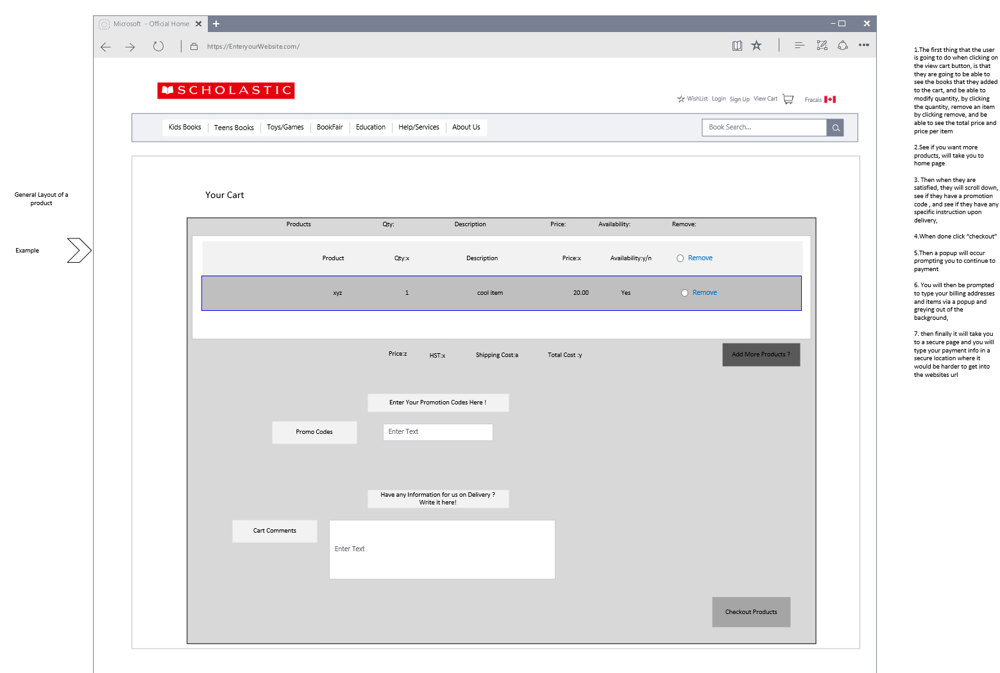 Microsoft - Official Home
https://EnteryourWebsite.com/
SCHOLASTIC
WishList Login Sign Up View Cart Fracais
Kids Books Teens Books Toys/Games BookFair Education Help/Services About Us
Book Search...
Your Cart
Products Qty: Description Price: Availability: Remove:
Product Qty:x Description Price:x Availability:y/n Remove
xyz 1 cool item 20.00 Yes Remove
Price:z HST:x Shipping Cost:a Total Cost :y
Add More Products ?
Enter Your Promotion Codes Here !
Promo Codes
Enter Text
Have any Information for us on Delivery ?
Write it here!
Cart Comments
Enter Text
Checkout Products
General Layout of a
product
Example
1.The first thing that the user
is going to do when clicking on
the view cart button, is that
they are going to be able to
see the books that they added
to the cart, and be able to
modify quantity, by clicking
the quantity, remove an item
by clicking remove, and be
able to see the total price and
price per item
2.See if you want more
products, will take you to
home page
3. Then when they are
satisfied, they will scroll down,
see if they have a promotion
code , and see if they have any
specific instruction upon
delivery,
4.When done click “checkout”
5.Then a popup will occur
prompting you to continue to
payment
6. You will then be prompted
to type your billing addresses
and items via a popup and
greying out of the
background,
7. then finally it will take you
to a secure page and you will
type your payment info in a
secure location where it
would be harder to get into
the websites url